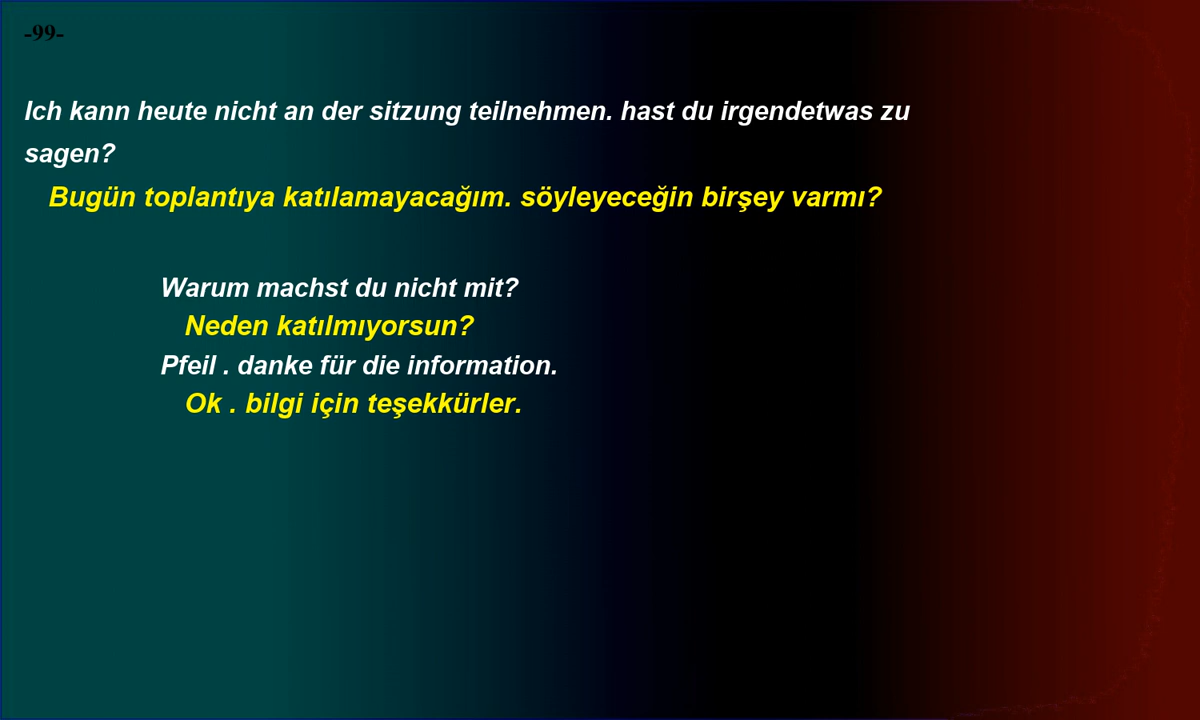 -99-
Ich kann heute nicht an der sitzung teilnehmen. hast du irgendetwas zu
sagen?
Bugün toplantıya katılamayacağım. söyleyeceğin birşey varmı?
Warum machst du nicht mit?
Neden katılmıyorsun?
Pfeil . danke für die information.
Ok . bilgi için teşekkürler.